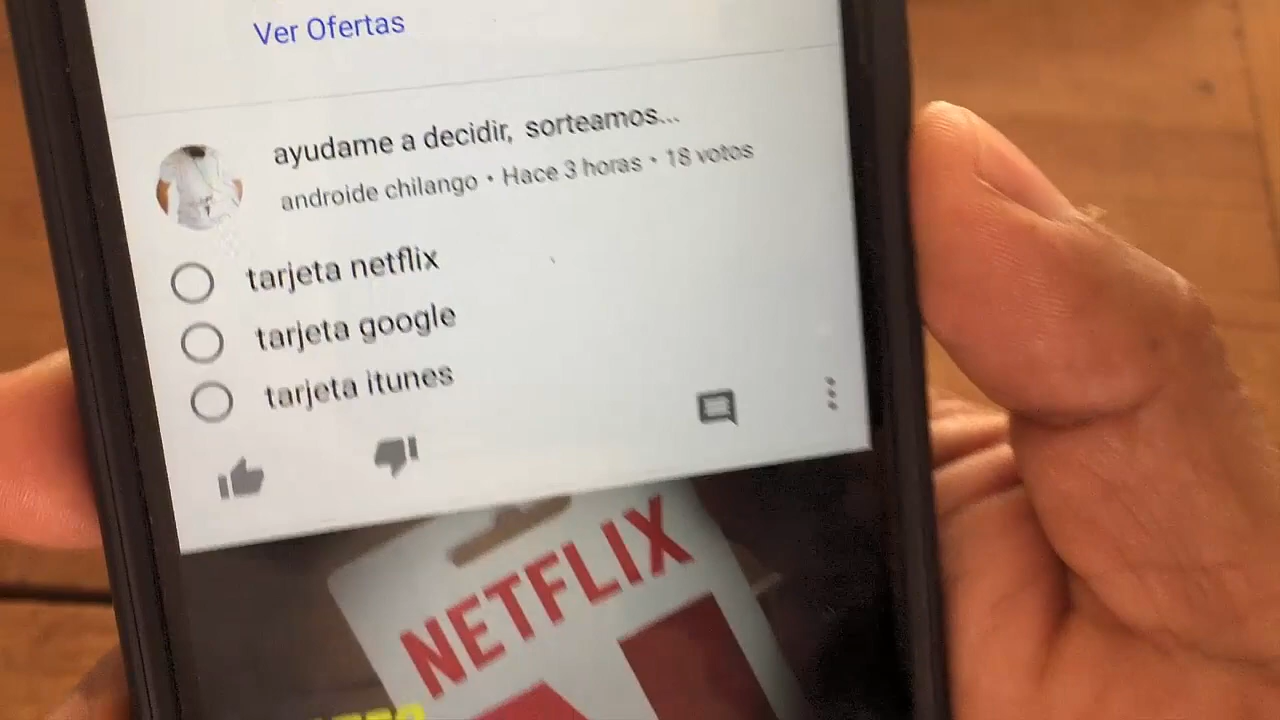 Ver Ofertas
ayudame a decidir, sorteamos...
androide chilango • Hace 3 horas • 18 votos
tarjeta netflix
tarjeta google
tarjeta itunes
NETFLIX